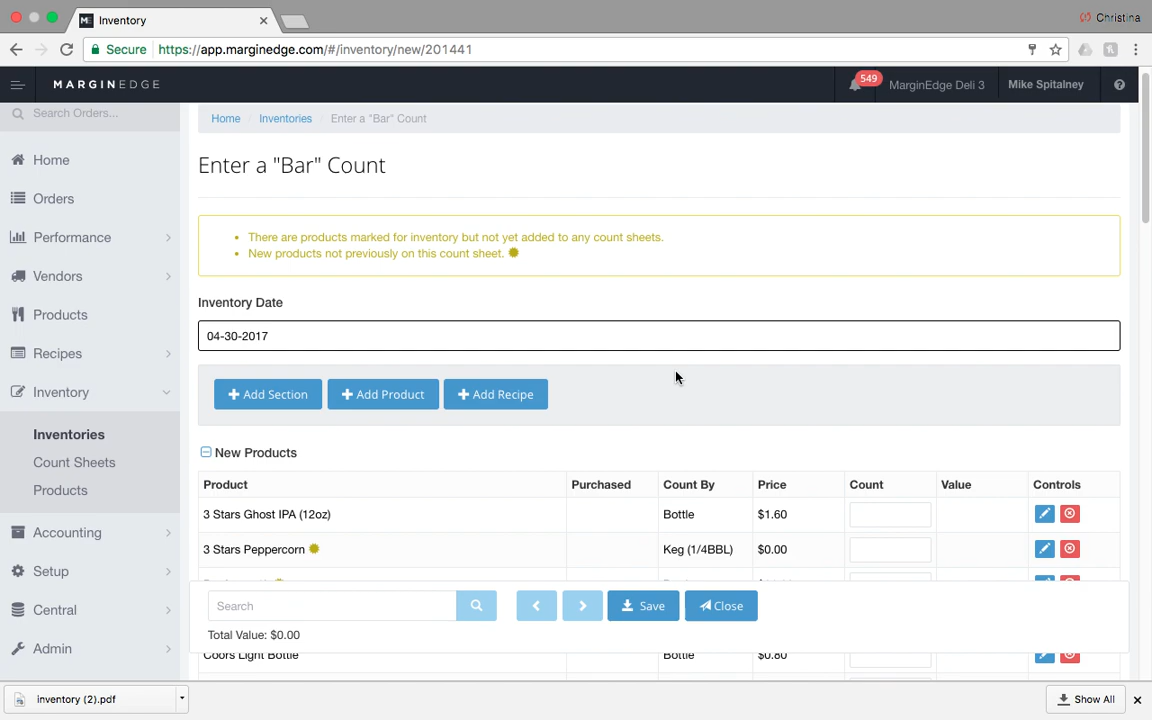 Inventory
Christina
Secure https://app.marginedge.com/#/inventory/new/201441
MARGINEDGE
549
MarginEdge Deli 3
Mike Spitalney
Search Orders...
Home
Orders
Performance
Vendors
Products
Recipes
Inventory
Inventories
Count Sheets
Products
Accounting
Setup
Central
Admin
Home / Inventories / Enter a "Bar" Count
Enter a "Bar" Count
There are products marked for inventory but not yet added to any count sheets.
New products not previously on this count sheet.
Inventory Date
04-30-2017
Add Section Add Product Add Recipe
New Products
Product Purchased Count By Price Count Value Controls
3 Stars Ghost IPA (12oz) Bottle $1.60
3 Stars Peppercorn Keg (1/4BBL) $0.00
Search Save Close
Total Value: $0.00
Coors Light Bottle Bottle $0.80
inventory (2).pdf
Show All